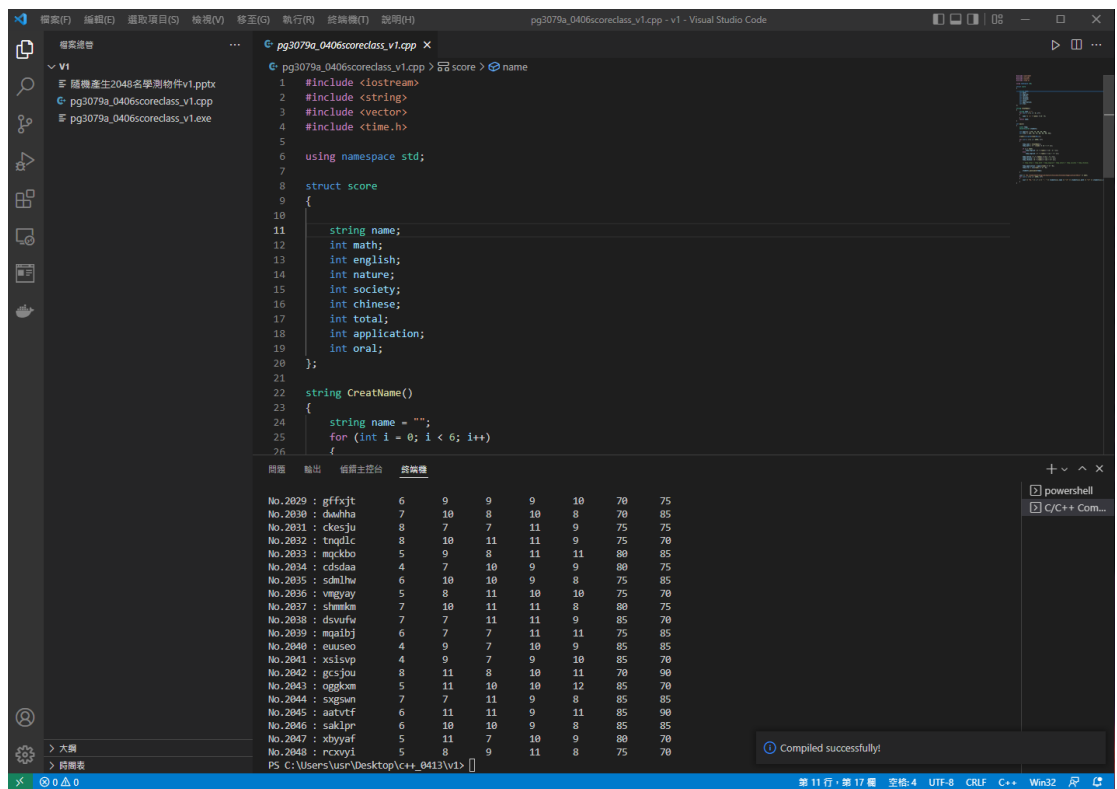 檔案(F) 編輯(E) 選取項目(S) 檢視(V) 移至(G) 執行(R) 終端機(T) 說明(H) pg3079a_0406scoreclass_v1.cpp - v1 - Visual Studio Code
檔案總管 ...
V1
隨機產生2048名學測物件v1.pptx
pg3079a_0406scoreclass_v1.cpp
pg3079a_0406scoreclass_v1.exe
大綱
時間表
pg3079a_0406scoreclass_v1.cpp
pg3079a_0406scoreclass_v1.cpp > score > name
1 #include <iostream>
2 #include <string>
3 #include <vector>
4 #include <time.h>
5
6 using namespace std;
7
8 struct score
9 {
10
11 string name;
12 int math;
13 int english;
14 int nature;
15 int society;
16 int chinese;
17 int total;
18 int application;
19 int oral;
20 };
21
22 string CreatName()
23 {
24 string name = "";
25 for (int i = 0; i < 6; i++)
26 {
問題 輸出 偵錯主控台 終端機
powershell
C/C++ Com...
No.2029 : gffxjt 6 9 9 9 10 70 75
No.2030 : dwwhha 7 10 8 10 8 70 85
No.2031 : ckesju 8 7 7 11 9 75 75
No.2032 : tnqdlc 8 10 11 11 9 75 70
No.2033 : mqckbo 5 9 8 11 11 80 85
No.2034 : cdsdaa 4 7 10 9 9 80 75
No.2035 : sdmlhw 6 10 10 9 8 75 85
No.2036 : vmgyay 5 8 11 10 10 75 70
No.2037 : shmmkm 7 10 11 11 8 80 75
No.2038 : dsvufw 7 7 11 11 9 85 70
No.2039 : mqaibj 6 7 7 11 11 75 85
No.2040 : euuseo 4 9 7 10 9 85 85
No.2041 : xsisvp 4 9 7 9 10 85 70
No.2042 : gcsjou 8 11 8 10 11 70 90
No.2043 : oggkxm 5 11 10 10 12 85 70
No.2044 : sxgswn 7 7 11 9 8 85 85
No.2045 : aatvtf 6 11 11 9 11 85 90
No.2046 : saklpr 6 10 10 9 8 85 85
No.2047 : xbyyaf 5 11 7 10 9 80 70
No.2048 : rcxvyi 5 8 9 11 8 75 70
PS C:\Users\usr\Desktop\c++_0413\v1>
Compiled successfully!
0 0 第 11 行，第 17 欄 空格: 4 UTF-8 CRLF C++ Win32